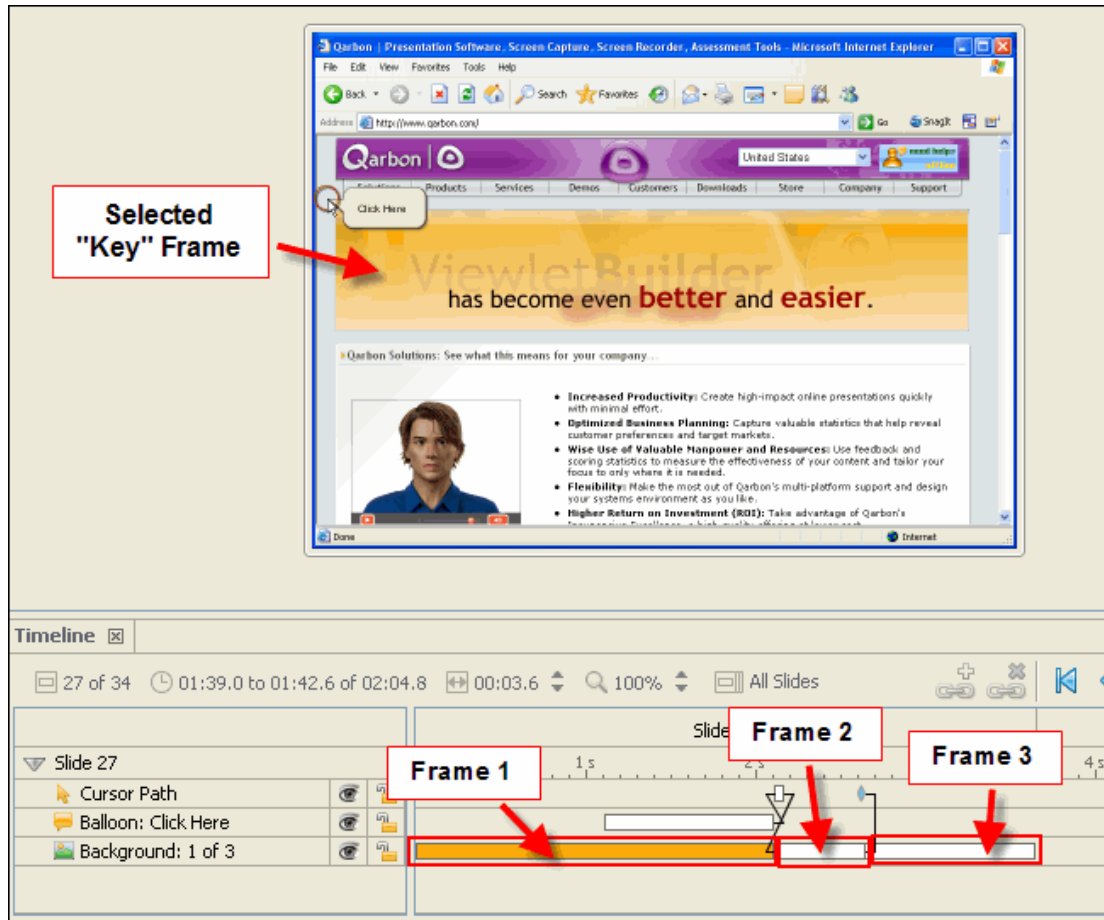 Qarbon | Presentation Software, Screen Capture, Screen Recorder, Assessment Tools - Microsoft Internet Explorer
File Edit View Favorites Tools Help
Back Search Favorites
Address http://www.qarbon.com/ Go SnagIt
Qarbon United States need help?
Solutions Products Services Demos Customers Downloads Store Company Support
Click Here
Selected
"Key" Frame
ViewletBuilder
has become even better and easier.
Qarbon Solutions: See what this means for your company...
• Increased Productivity: Create high-impact online presentations quickly
with minimal effort.
• Optimized Business Planning: Capture valuable statistics that help reveal
customer preferences and target markets.
• Wise Use of Valuable Manpower and Resources: Use feedback and
scoring statistics to measure the effectiveness of your content and tailor your
focus to only where it is needed.
• Flexibility: Make the most out of Qarbon's multi-platform support and design
your systems environment as you like.
• Higher Return on Investment (ROI): Take advantage of Qarbon's
Done Internet
Timeline
27 of 34 01:39.0 to 01:42.6 of 02:04.8 00:03.6 100% All Slides
Slide
Frame 1
Frame 2
Frame 3
Slide 27 1 s 2 s 4 s
Cursor Path
Balloon: Click Here
Background: 1 of 3